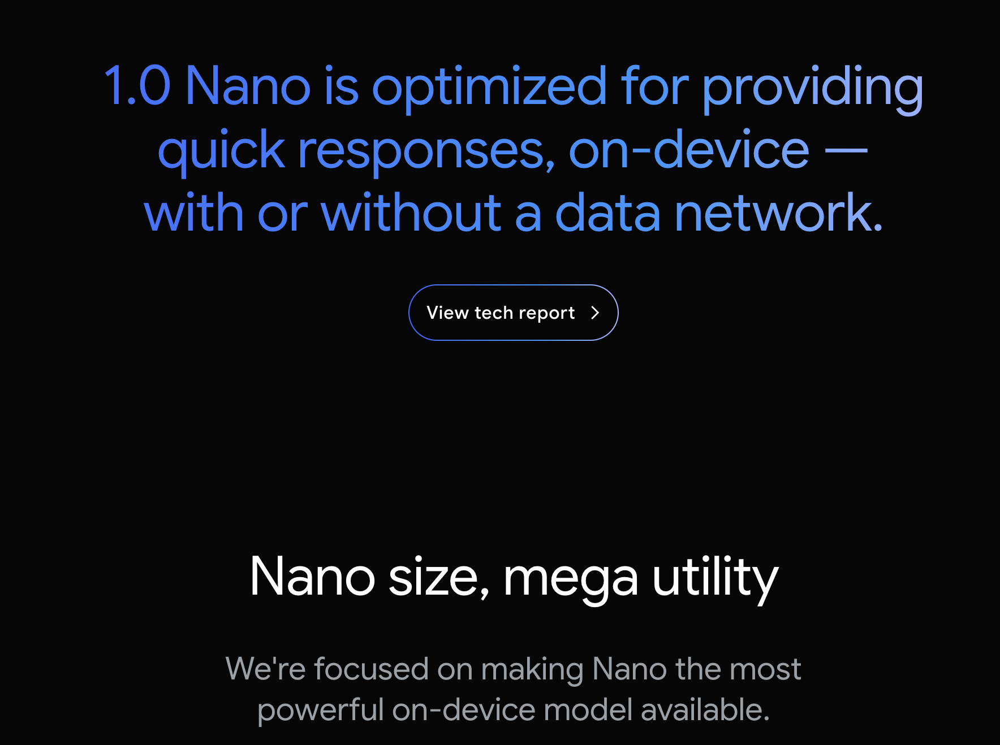 1.0 Nano is optimized for providing
quick responses, on-device —
with or without a data network.
View tech report
Nano size, mega utility
We're focused on making Nano the most
powerful on-device model available.